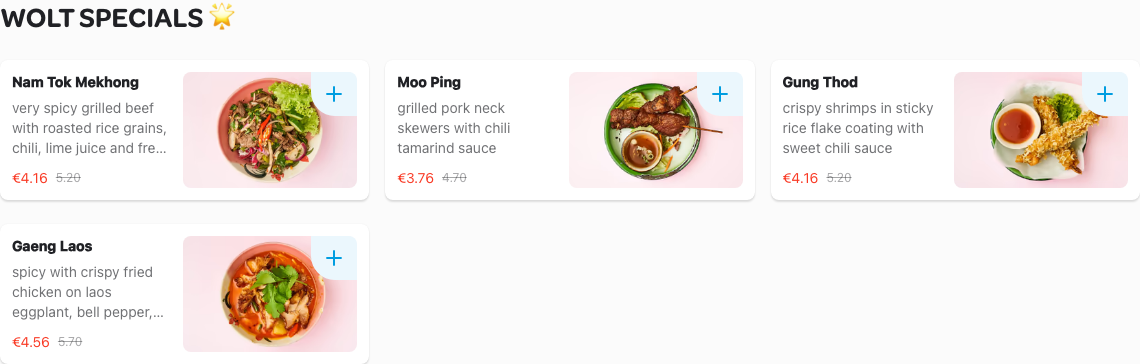 WOLT SPECIALS 🌟
Nam Tok Mekhong
very spicy grilled beef
with roasted rice grains,
chili, lime juice and fre...
€4.16 5.20
Moo Ping
grilled pork neck
skewers with chili
tamarind sauce
€3.76 4.70
Gung Thod
crispy shrimps in sticky
rice flake coating with
sweet chili sauce
€4.16 5.20
Gaeng Laos
spicy with crispy fried
chicken on laos
eggplant, bell pepper,...
€4.56 5.70